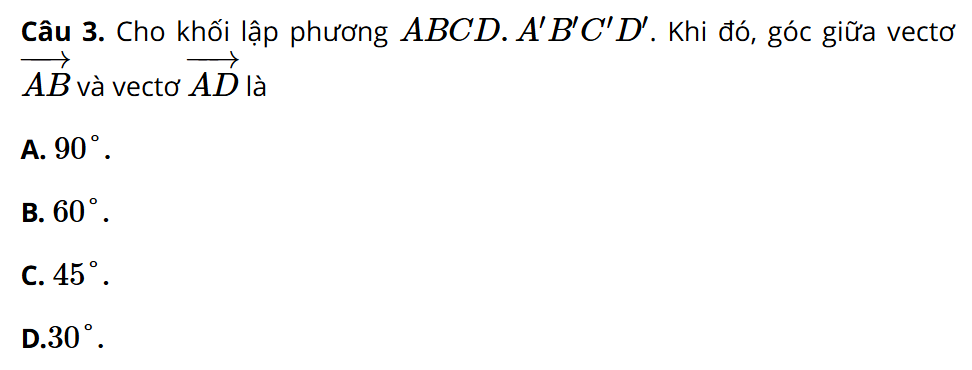 Câu 3. Cho khối lập phương $ABCD.A'B'C'D'$. Khi đó, góc giữa vectơ
$\overrightarrow{AB}$ và vectơ $\overrightarrow{AD}$ là
A. $90^\circ$.
B. $60^\circ$.
C. $45^\circ$.
D.$30^\circ$.